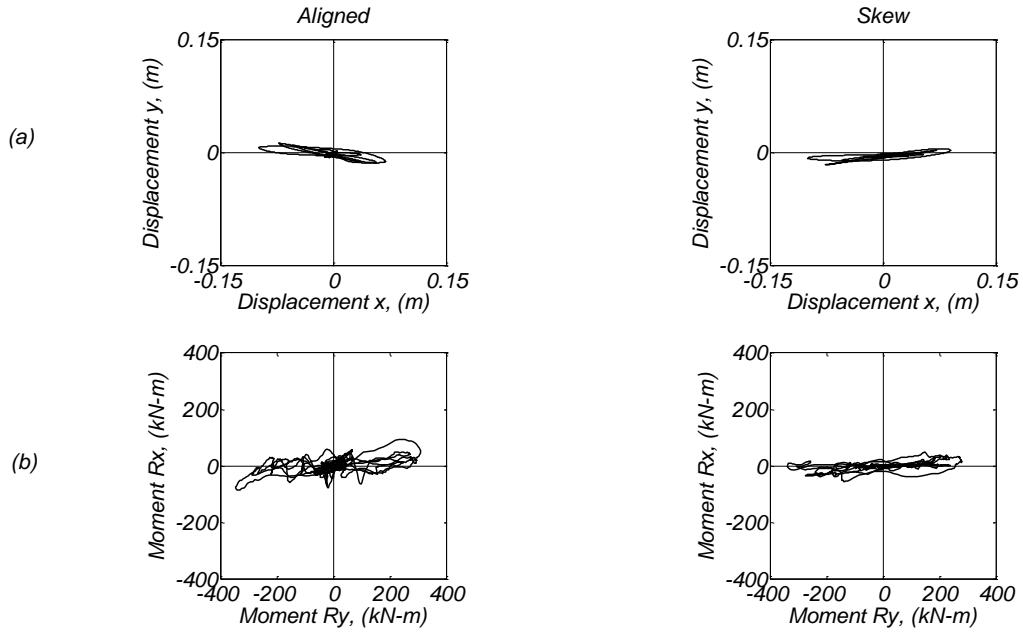 Aligned
Skew
(a)
0.15
0
-0.15
Displacement y, (m)
-0.15 0 0.15
Displacement x, (m)
0.15
0
-0.15
Displacement y, (m)
-0.15 0 0.15
Displacement x, (m)
(b)
400
200
0
-200
-400
Moment Rx, (kN-m)
-400 -200 0 200 400
Moment Ry, (kN-m)
400
200
0
-200
-400
Moment Rx, (kN-m)
-400 -200 0 200 400
Moment Ry, (kN-m)